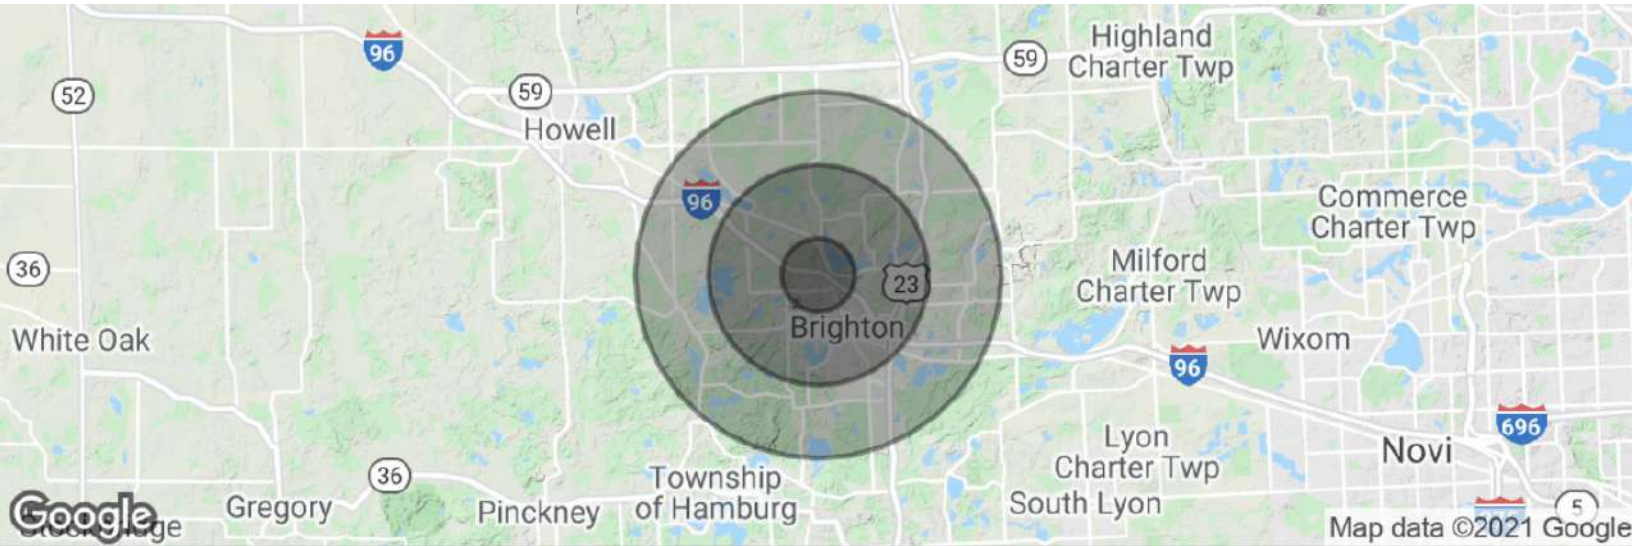 Highland
Charter Twp
96
59
52
59
Howell
96
Commerce
Charter Twp
36
Milford
Charter Twp
23
White Oak
Brighton
Wixom
96
696
Lyon
Charter Twp
Novi
36
Township
of Hamburg
South Lyon
Gregory
Pinckney
5
Google
Map data ©2021 Google